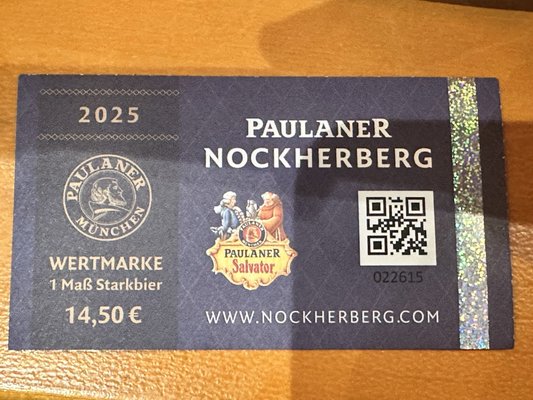 2025
PAULANER
MÜNCHEN
WERTMARKE
1 Maß Starkbier
14,50 €
PAULANER
NOCKHERBERG
PAULANER
Salvator
022615
WWW.NOCKHERBERG.COM